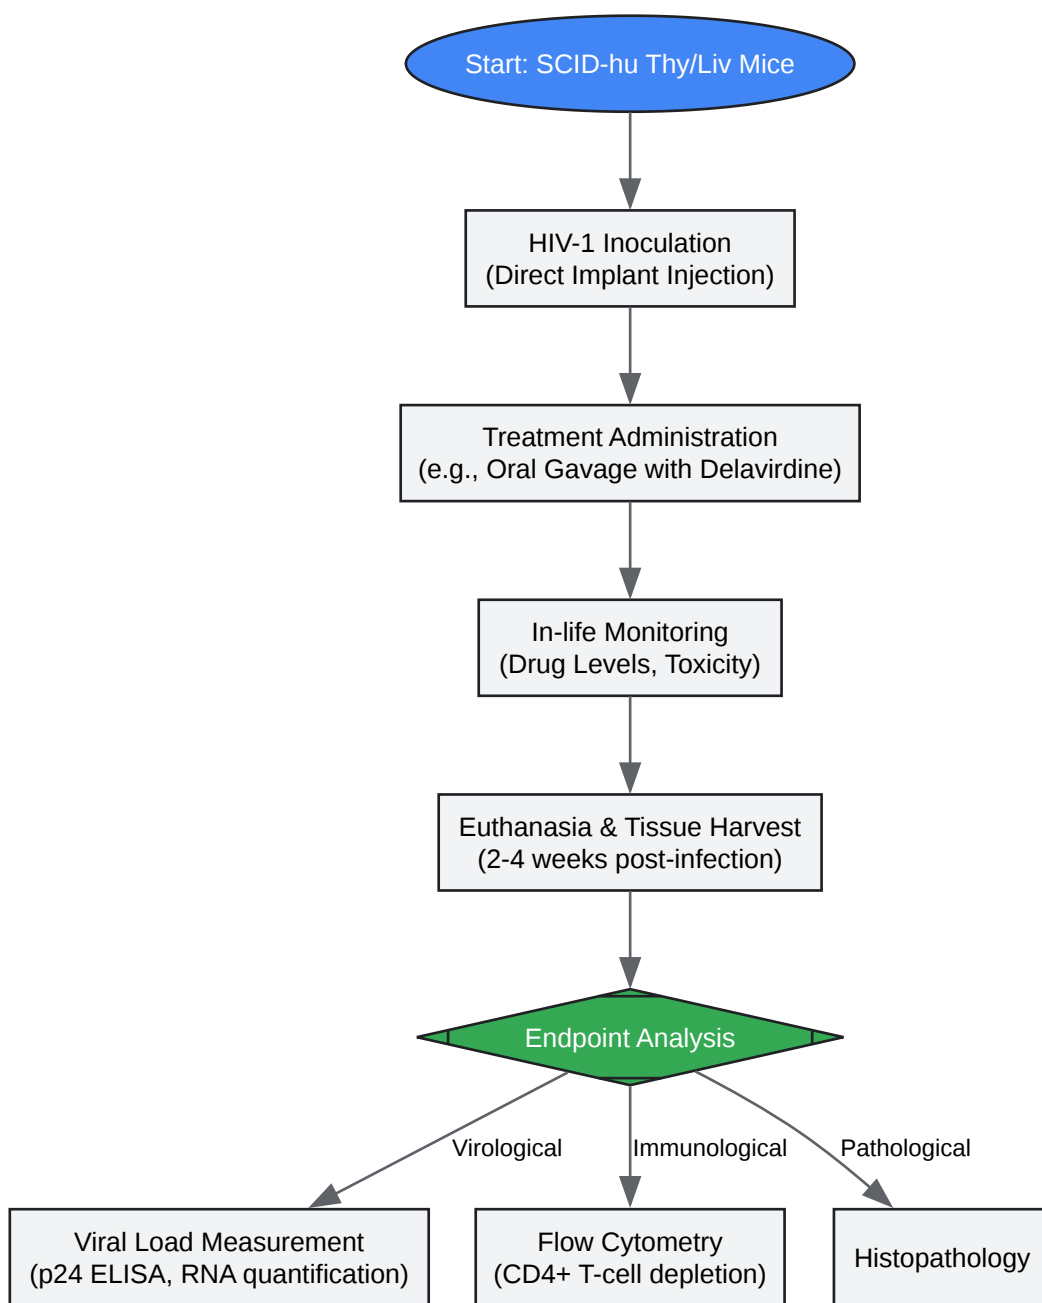 Start: SCID-hu Thy/Liv Mice
HIV-1 Inoculation
(Direct Implant Injection)
Treatment Administration
(e.g., Oral Gavage with Delavirdine)
In-life Monitoring
(Drug Levels, Toxicity)
Euthanasia & Tissue Harvest
(2-4 weeks post-infection)
Endpoint Analysis
Virological
Immunological
Pathological
Viral Load Measurement
(p24 ELISA, RNA quantification)
Flow Cytometry
(CD4+ T-cell depletion)
Histopathology